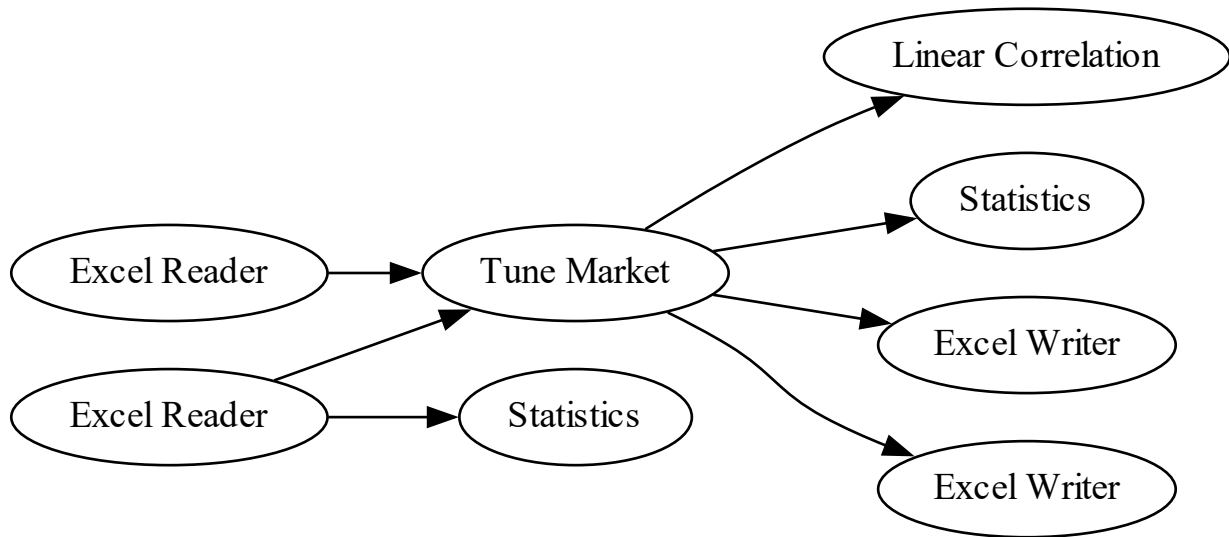 Linear Correlation
Statistics
Excel Reader
Tune Market
Excel Writer
Excel Reader
Statistics
Excel Writer